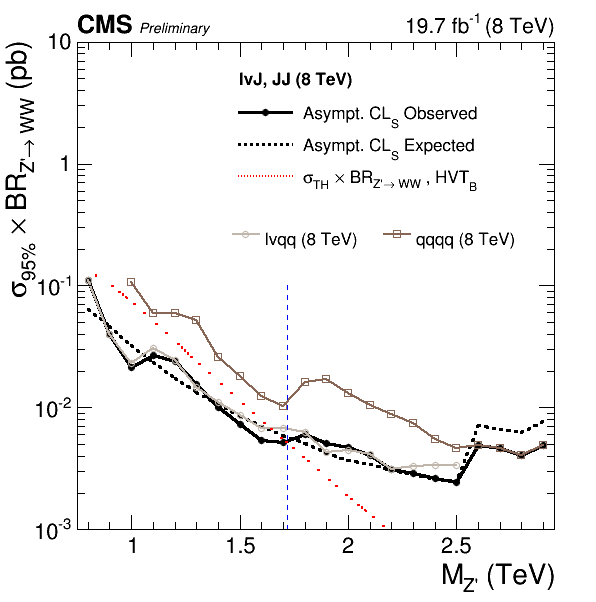 CMS Preliminary 19.7 fb⁻¹ (8 TeV)
σ95% × BRZ'→ WW (pb)
10
1
10⁻¹
10⁻²
10⁻³
lνJ, JJ (8 TeV)
Asympt. CLS Observed
Asympt. CLS Expected
σTH × BRZ'→ WW , HVTB
lνqq (8 TeV) qqqq (8 TeV)
1 1.5 2 2.5
MZ' (TeV)